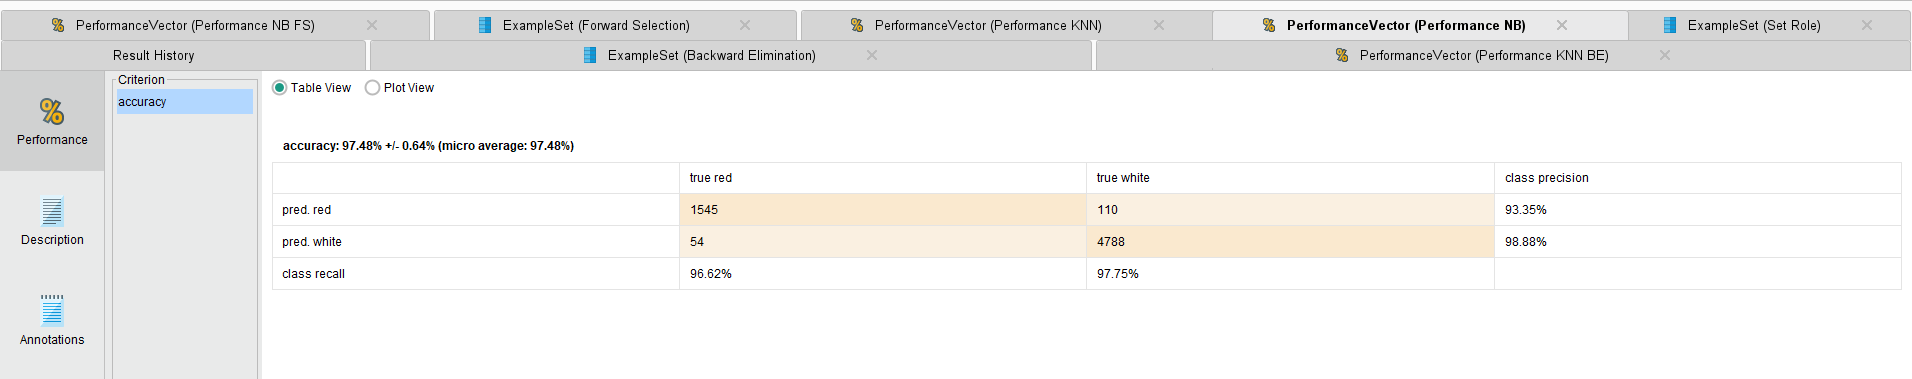 PerformanceVector (Performance NB FS) ExampleSet (Forward Selection) PerformanceVector (Performance KNN) PerformanceVector (Performance NB) ExampleSet (Set Role)
Result History ExampleSet (Backward Elimination) PerformanceVector (Performance KNN BE)
Performance
Description
Annotations
Criterion
accuracy
Table View Plot View
accuracy: 97.48% +/- 0.64% (micro average: 97.48%)
true red true white class precision
pred. red 1545 110 93.35%
pred. white 54 4788 98.88%
class recall 96.62% 97.75%